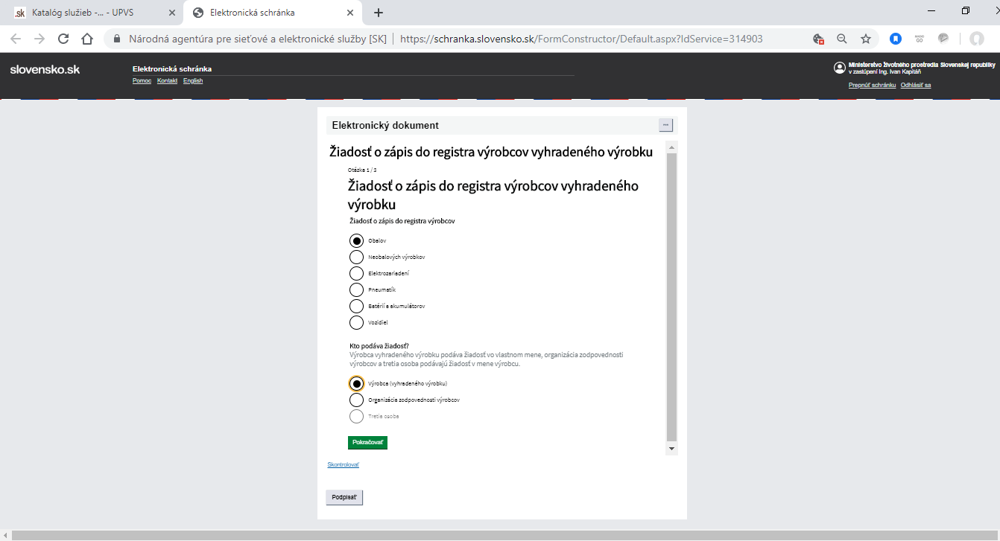 .sk Katalóg služieb -... - UPVS
Elektronická schránka
Národná agentúra pre sieťové a elektronické služby [SK] https://schranka.slovensko.sk/FormConstructor/Default.aspx?IdService=314903
slovensko.sk
Elektronická schránka
Pomoc Kontakt English
Ministerstvo životného prostredia Slovenskej republiky
v zastúpení Ing. Ivan Kapitáň
Prepnúť schránku Odhlásiť sa
Elektronický dokument
...
Žiadosť o zápis do registra výrobcov vyhradeného výrobku
Otázka 1 / 3
Žiadosť o zápis do registra výrobcov vyhradeného
výrobku
Žiadosť o zápis do registra výrobcov
Obalov
Neobalových výrobkov
Elektrozariadení
Pneumatík
Batérií a akumulátorov
Vozidiel
Kto podáva žiadosť?
Výrobca vyhradeného výrobku podáva žiadosť vo vlastnom mene, organizácia zodpovednosti
výrobcov a tretia osoba podávajú žiadosť v mene výrobcu.
Výrobca (vyhradeného výrobku)
Organizácia zodpovednosti výrobcov
Tretia osoba
Pokračovať
Skontrolovať
Podpísať